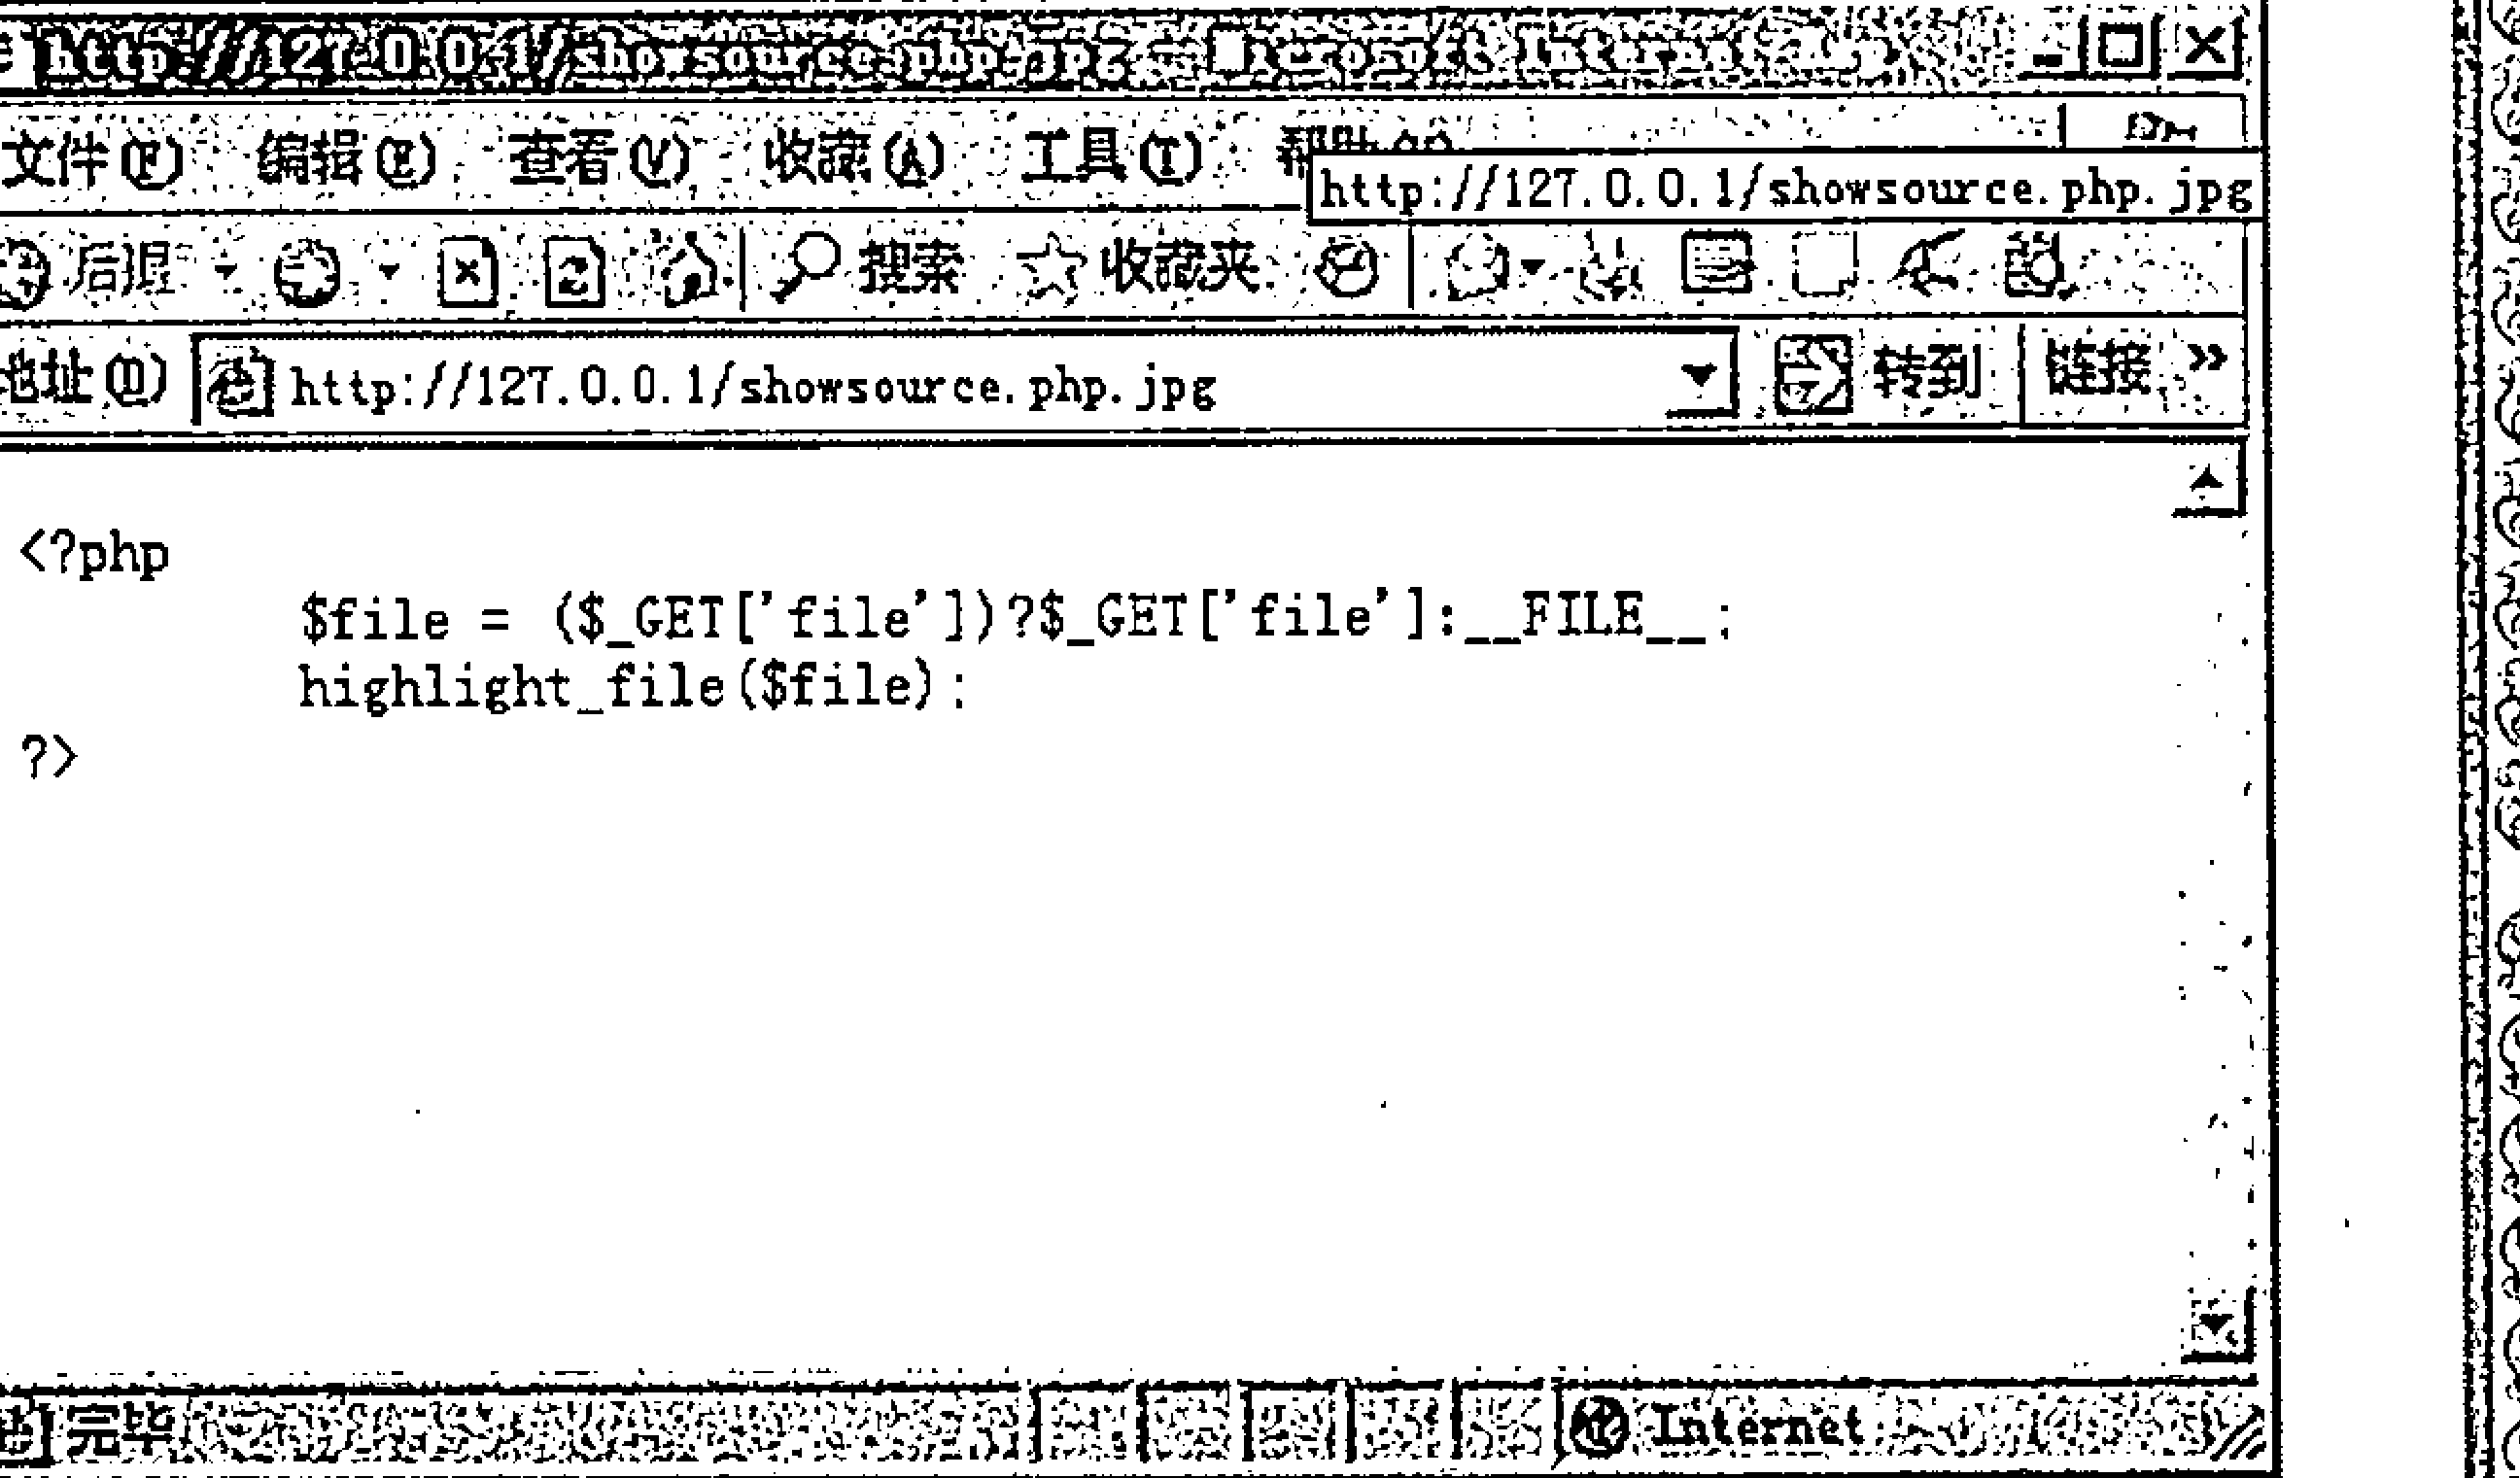 http://127.0.0.1/showsource.php.jpg - Microsoft Internet
文件(F) 编辑(E) 查看(V) 收藏(A) 工具(T)
http://127.0.0.1/showsource.php.jpg
后退 搜索 收藏夹
地址(D) http://127.0.0.1/showsource.php.jpg 转到 链接 »
<?php
$file = ($_GET['file'])?$_GET['file']:__FILE__;
highlight_file($file);
?>
完毕 Internet